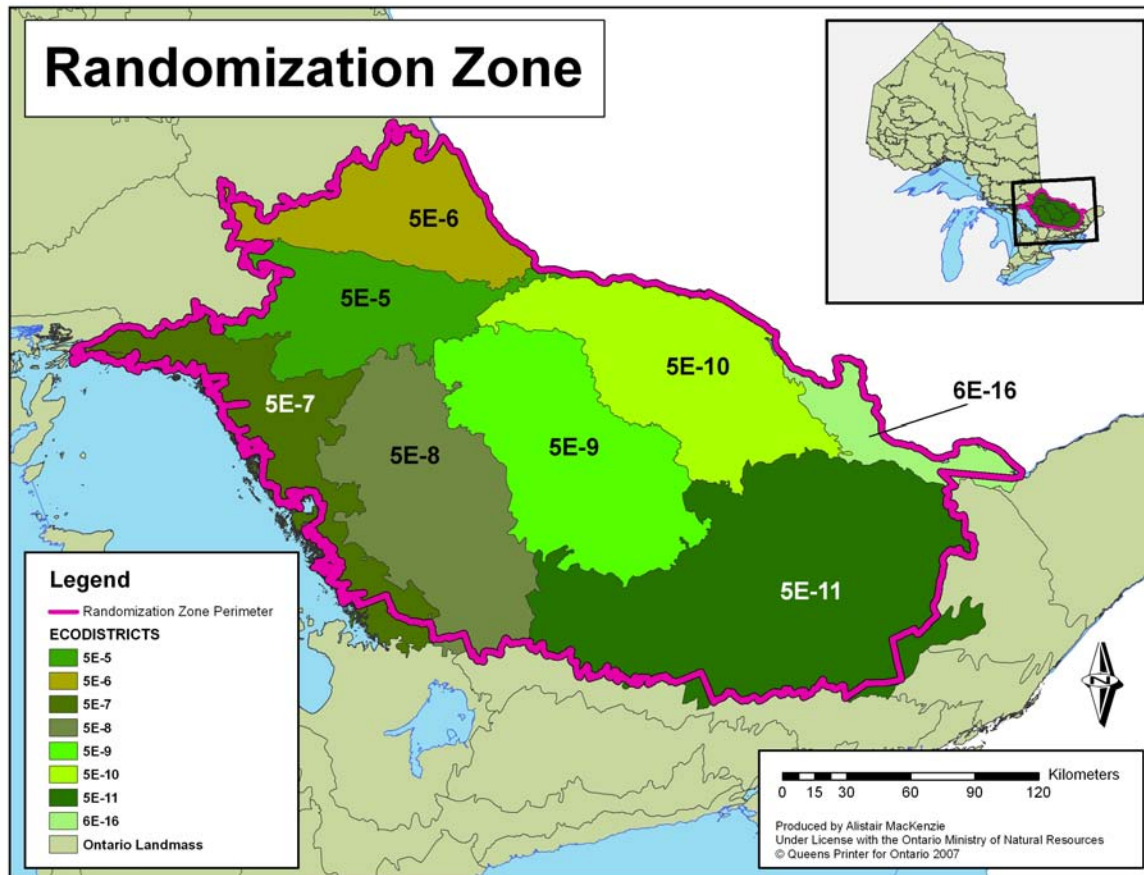 Randomization Zone
5E-6
5E-5
5E-10
6E-16
5E-7
5E-8
5E-9
5E-11
Legend
Randomization Zone Perimeter
ECODISTRICTS
5E-5
5E-6
5E-7
5E-8
5E-9
5E-10
5E-11
6E-16
Ontario Landmass
N
Kilometers
0 15 30 60 90 120
Produced by Alistair MacKenzie
Under License with the Ontario Ministry of Natural Resources
© Queens Printer for Ontario 2007